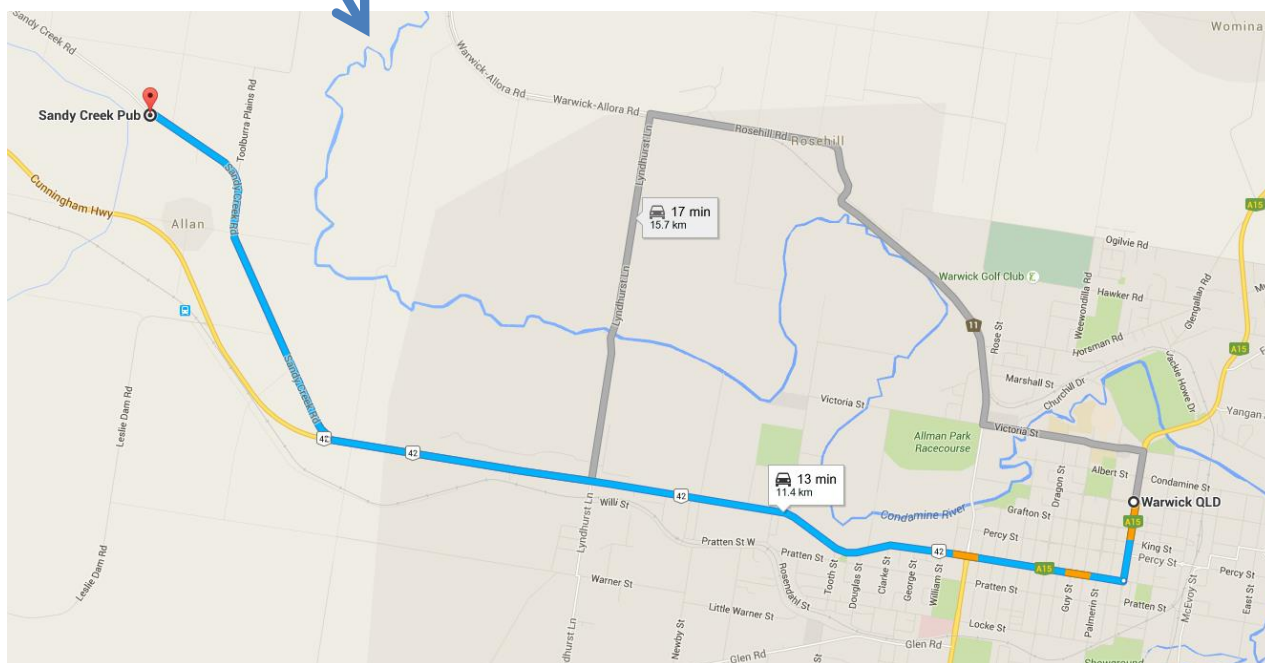 Sandy Creek Rd
Womina
Warwick-Allora Rd
Warwick-Allora Rd
Sandy Creek Pub
Toolburra Plains Rd
Rosehill Rd
Rosehill
Lyndhurst Ln
Sandy Creek Rd
Cunningham Hwy
Allan
17 min
15.7 km
A15
Ogilvie Rd
Warwick Golf Club
Weewondilla Rd
Hawker Rd
Glengallan Rd
Lyndhurst Ln
11
Rose St
Horsman Rd
A15
Jackie Howe Dr
Marshall St
Churchill Dr
Sandy Creek Rd
Leslie Dam Rd
Victoria St
Yangan
Allman Park
Racecourse
Victoria St
42
42
Albert St
Dragon St
Condamine St
13 min
11.4 km
42
Warwick QLD
Willi St
Lyndhurst Ln
Condamine River
Grafton St
A15
Percy St
King St
Percy St
Pratten St W
Pratten St
42
A15
Percy St
Leslie Dam Rd
Warner St
Rosendahl St
Tooth St
Douglas St
Clarke St
George St
William St
Pratten St
Guy St
Palmerin St
Pratten St
McEvoy St
East St
Little Warner St
Newby St
Locke St
Glen Rd
Glen Rd
dhurst Ln
St
Showground